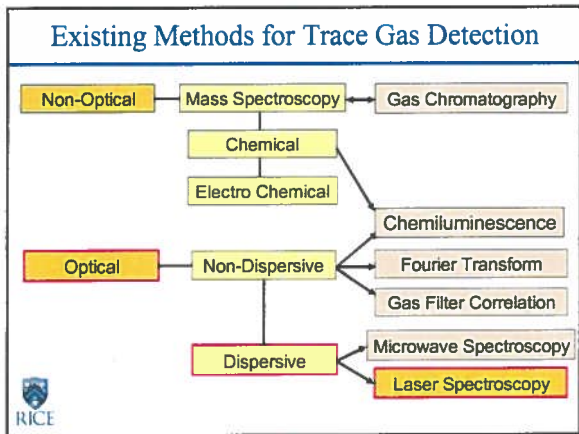 Existing Methods for Trace Gas Detection
Non-Optical
Mass Spectroscopy
Gas Chromatography
Chemical
Electro Chemical
Chemiluminescence
Optical
Non-Dispersive
Fourier Transform
Gas Filter Correlation
Microwave Spectroscopy
Dispersive
Laser Spectroscopy
RICE